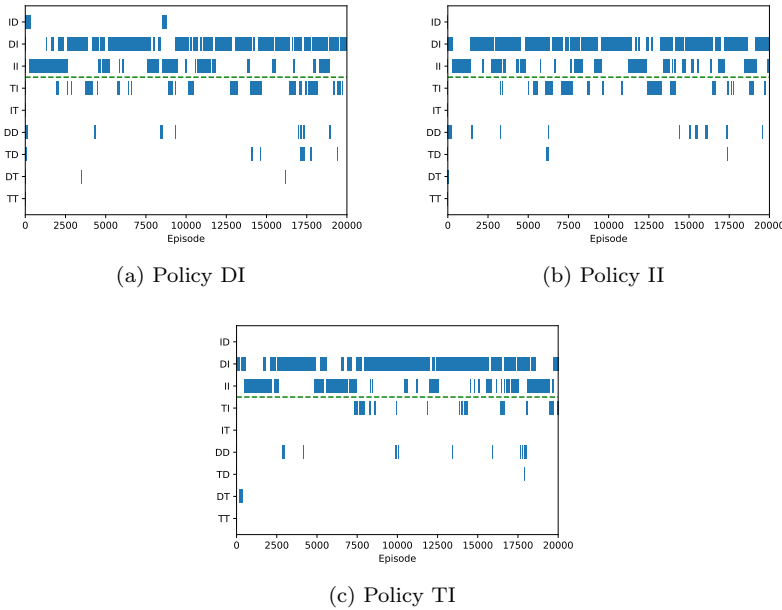 ID
DI
II
TI
IT
DD
TD
DT
TT
0 2500 5000 7500 10000 12500 15000 17500 20000
Episode
(a) Policy DI
ID
DI
II
TI
IT
DD
TD
DT
TT
0 2500 5000 7500 10000 12500 15000 17500 20000
Episode
(b) Policy II
ID
DI
II
TI
IT
DD
TD
DT
TT
0 2500 5000 7500 10000 12500 15000 17500 20000
Episode
(c) Policy TI